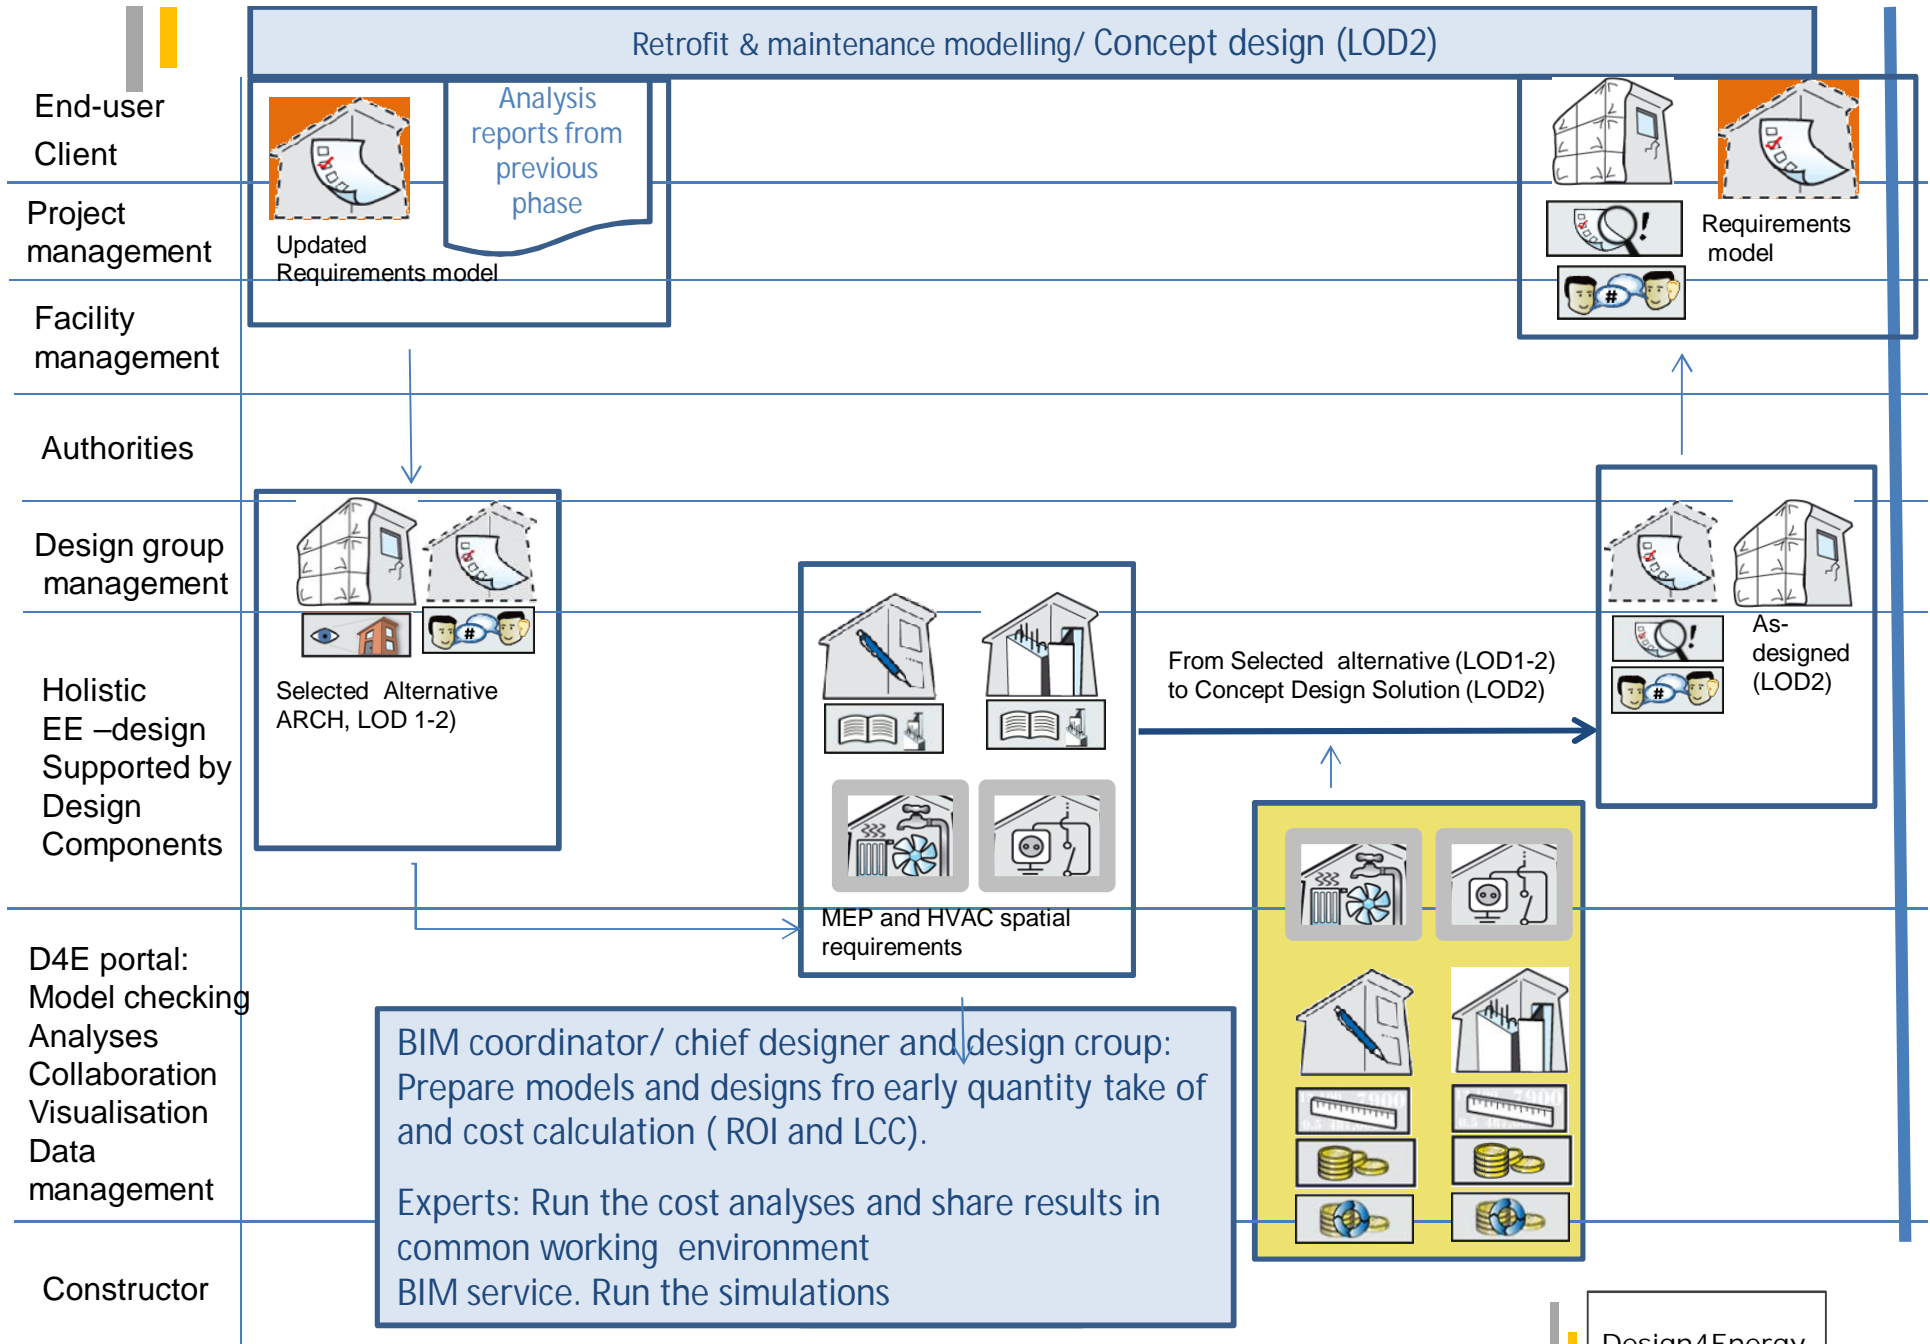 Retrofit & maintenance modelling/ Concept design (LOD2)
End-user
Client
Project
management
Facility
management
Authorities
Design group
management
Holistic
EE –design
Supported by
Design
Components
D4E portal:
Model checking
Analyses
Collaboration
Visualisation
Data
management
Constructor
Analysis
reports from
previous
phase
Updated
Requirements model
Requirements
model
!
#
Selected Alternative
ARCH, LOD 1-2)
#
MEP and HVAC spatial
requirements
From Selected alternative (LOD1-2)
to Concept Design Solution (LOD2)
As-
designed
(LOD2)
!
#
BIM coordinator/ chief designer and design croup:
Prepare models and designs fro early quantity take of
and cost calculation ( ROI and LCC).
Experts: Run the cost analyses and share results in
common working environment
BIM service. Run the simulations
Design4Energy